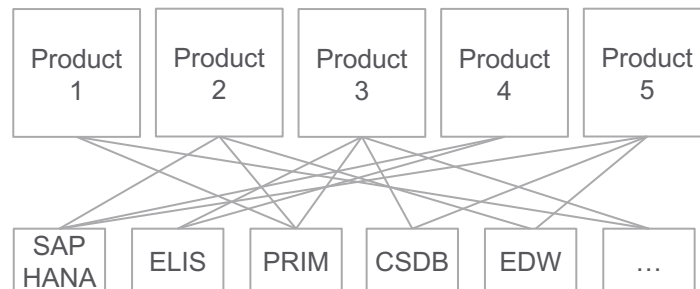 Product
1
Product
2
Product
3
Product
4
Product
5
SAP
HANA
ELIS
PRIM
CSDB
EDW
…